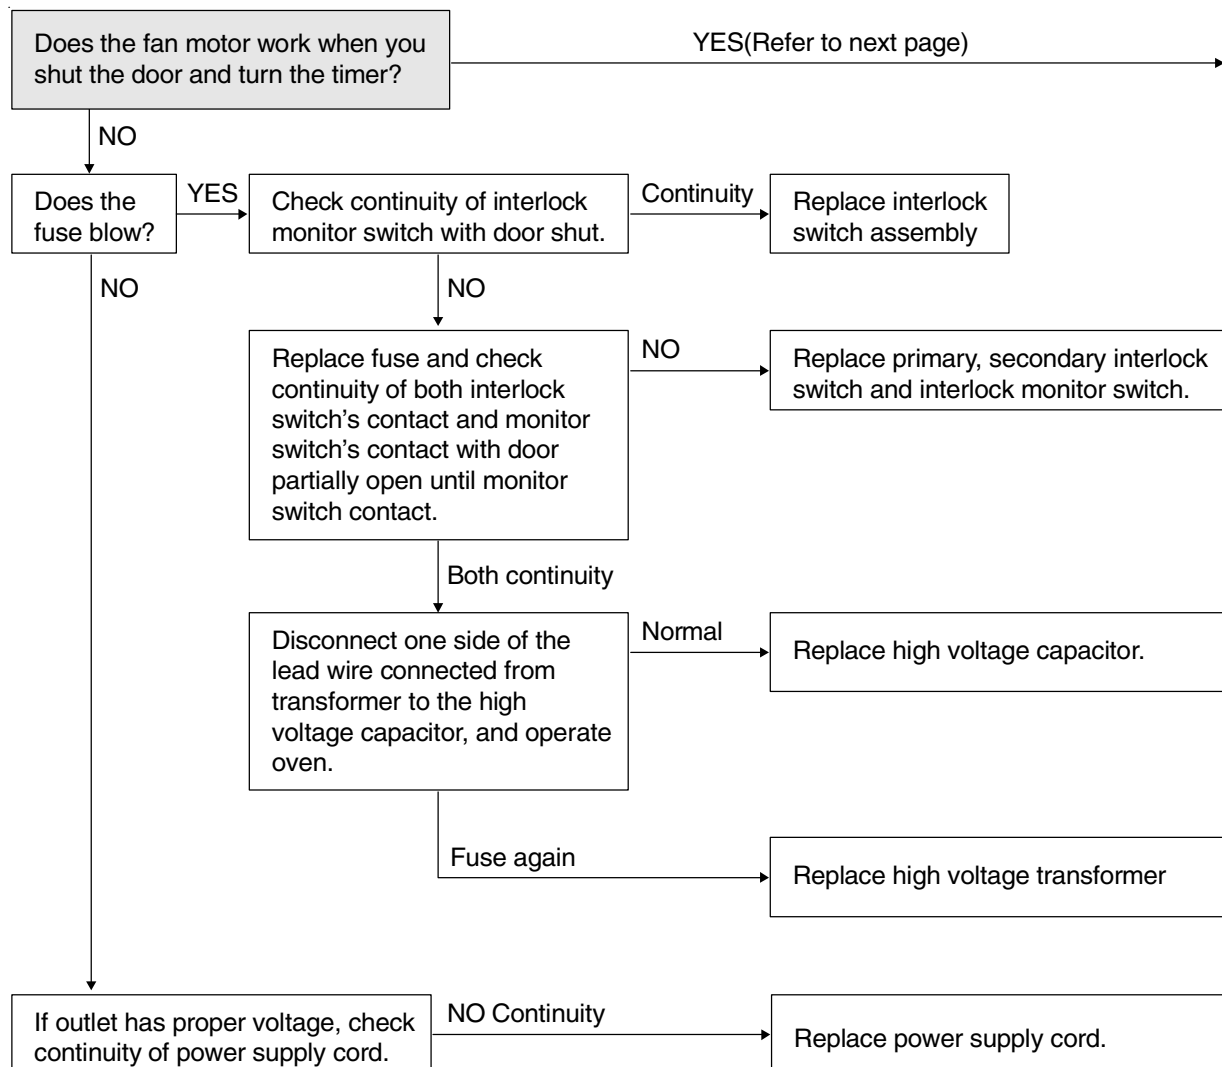 Does the fan motor work when you
shut the door and turn the timer?
YES(Refer to next page)
NO
Does the
fuse blow?
YES
Check continuity of interlock
monitor switch with door shut.
Continuity
Replace interlock
switch assembly
NO
NO
Replace fuse and check
continuity of both interlock
switch’s contact and monitor
switch’s contact with door
partially open until monitor
switch contact.
NO
Replace primary, secondary interlock
switch and interlock monitor switch.
Both continuity
Disconnect one side of the
lead wire connected from
transformer to the high
voltage capacitor, and operate
oven.
Normal
Replace high voltage capacitor.
Fuse again
Replace high voltage transformer
If outlet has proper voltage, check
continuity of power supply cord.
NO Continuity
Replace power supply cord.